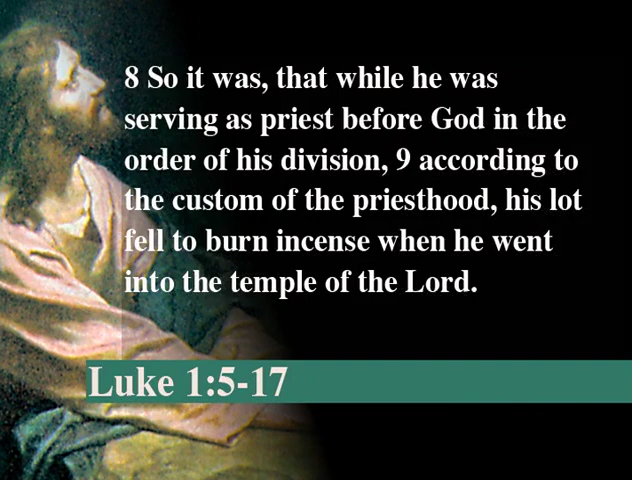 8 So it was, that while he was
serving as priest before God in the
order of his division, 9 according to
the custom of the priesthood, his lot
fell to burn incense when he went
into the temple of the Lord.
Luke 1:5-17